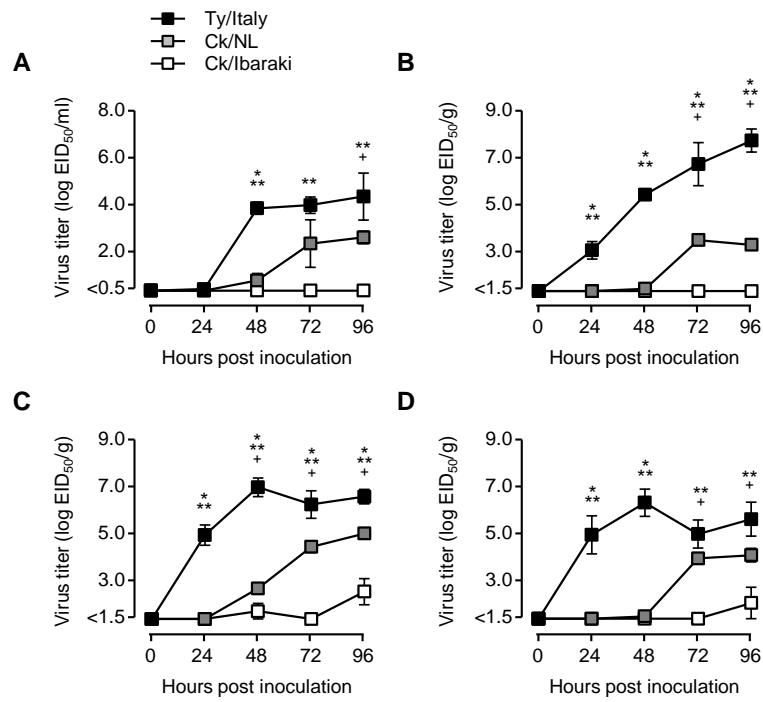 Ty/Italy
Ck/NL
Ck/Ibaraki
A
Virus titer (log EID50/ml)
8.0
6.0
4.0
2.0
<0.5
*
**
**
**
+
0 24 48 72 96
Hours post inoculation
B
Virus titer (log EID50/g)
9.0
7.0
5.0
3.0
<1.5
*
**
*
**
*
**
+
*
**
+
0 24 48 72 96
Hours post inoculation
C
Virus titer (log EID50/g)
9.0
7.0
5.0
3.0
<1.5
*
**
*
**
+
*
**
+
*
**
+
0 24 48 72 96
Hours post inoculation
D
Virus titer (log EID50/g)
9.0
7.0
5.0
3.0
<1.5
*
**
*
**
**
+
**
+
0 24 48 72 96
Hours post inoculation